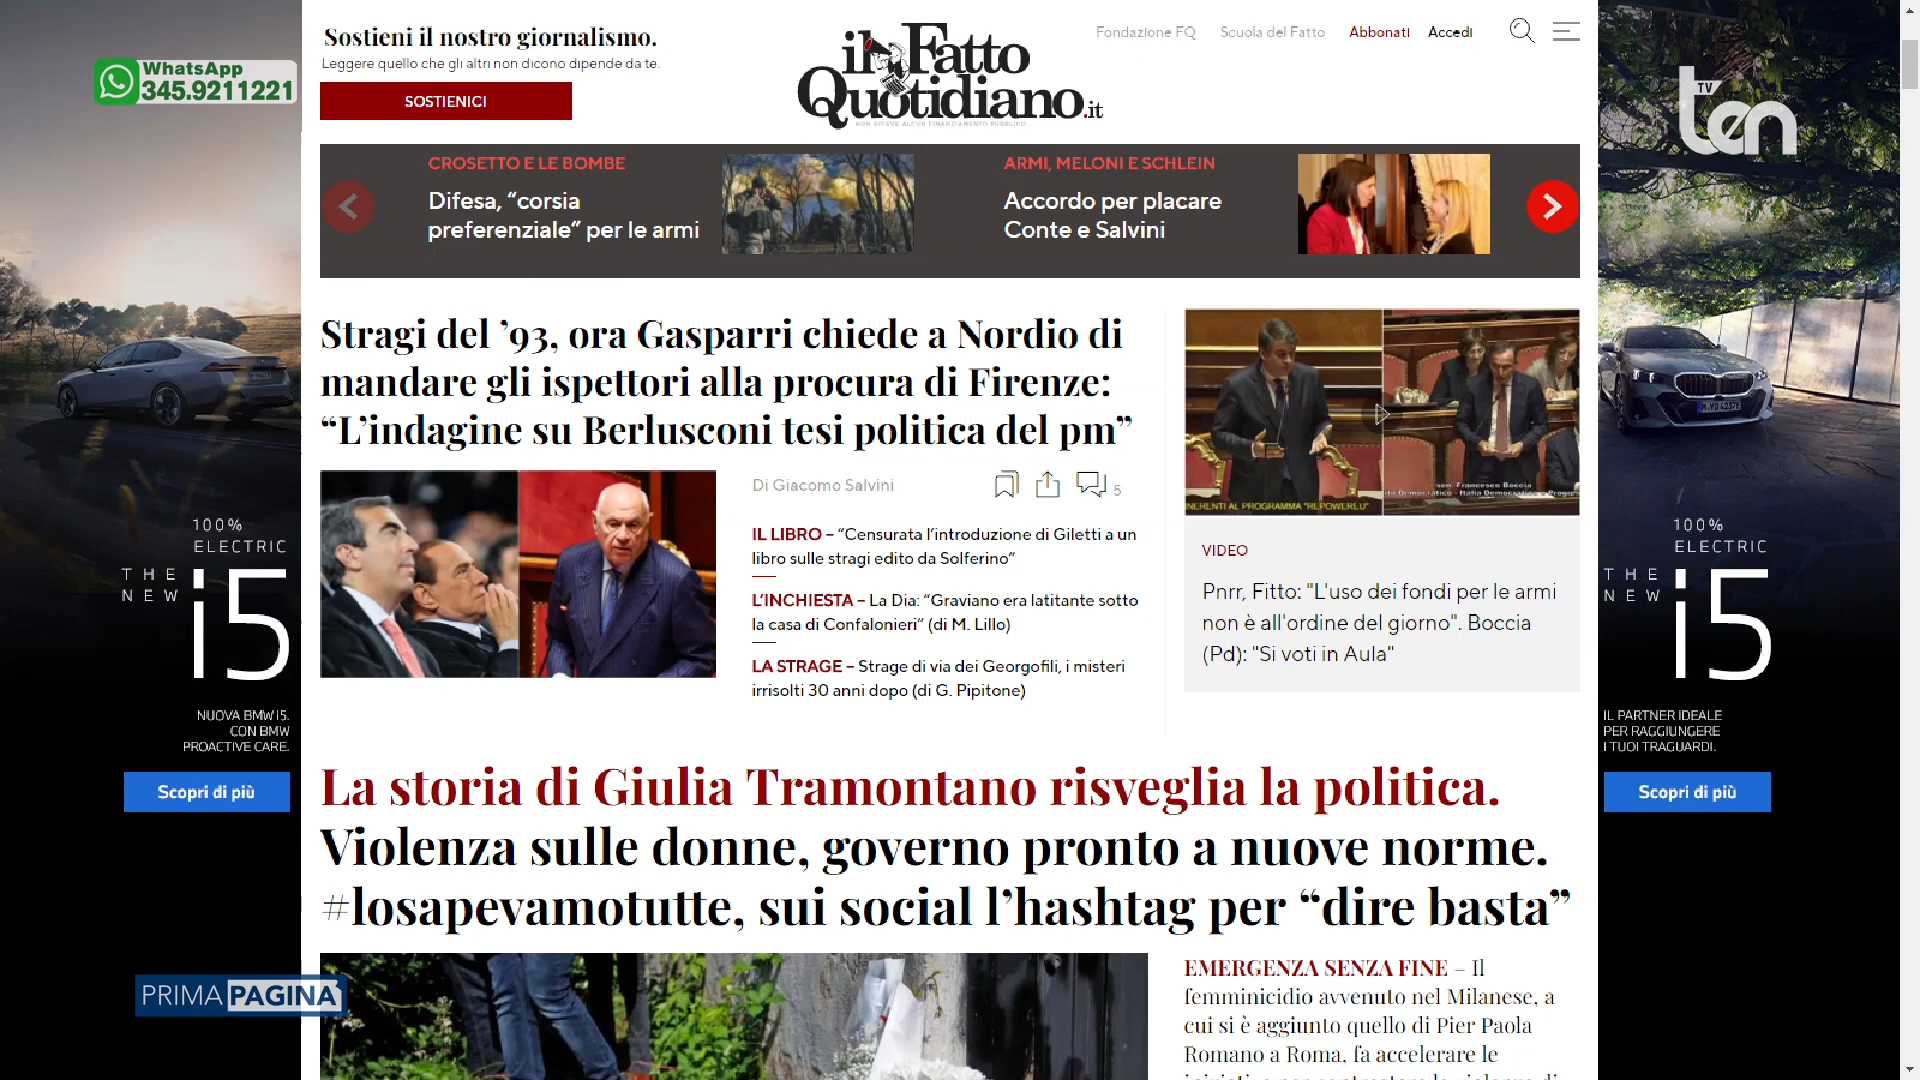 Sostieni il nostro giornalismo.
Leggere quello che gli altri non dicono dipende da te.
SOSTIENICI
WhatsApp
345.9211221
il Fatto
Quotidiano.it
NON RICEVE ALCUN FINANZIAMENTO PUBBLICO
Fondazione FQ
Scuola del Fatto
Abbonati
Accedi
TV
ten
CROSETTO E LE BOMBE
Difesa, “corsia
preferenziale” per le armi
ARMI, MELONI E SCHLEIN
Accordo per placare
Conte e Salvini
Stragi del ’93, ora Gasparri chiede a Nordio di
mandare gli ispettori alla procura di Firenze:
“L’indagine su Berlusconi tesi politica del pm”
Di Giacomo Salvini
5
IL LIBRO – “Censurata l’introduzione di Giletti a un
libro sulle stragi edito da Solferino”
L’INCHIESTA – La Dia: “Graviano era latitante sotto
la casa di Confalonieri” (di M. Lillo)
LA STRAGE – Strage di via dei Georgofili, i misteri
irrisolti 30 anni dopo (di G. Pipitone)
sen. Francesco Boccia
VIDEO
Pnrr, Fitto: "L'uso dei fondi per le armi
non è all'ordine del giorno". Boccia
(Pd): "Si voti in Aula"
100%
ELECTRIC
THE
NEW
i5
NUOVA BMW i5.
CON BMW
PROACTIVE CARE.
Scopri di più
100%
ELECTRIC
THE
NEW
i5
IL PARTNER IDEALE
PER RAGGIUNGERE
I TUOI TRAGUARDI.
Scopri di più
La storia di Giulia Tramontano risveglia la politica.
Violenza sulle donne, governo pronto a nuove norme.
#losapevamotutte, sui social l’hashtag per “dire basta”
EMERGENZA SENZA FINE – Il
femminicidio avvenuto nel Milanese, a
cui si è aggiunto quello di Pier Paola
Romano a Roma, fa accelerare le
PRIMA PAGINA